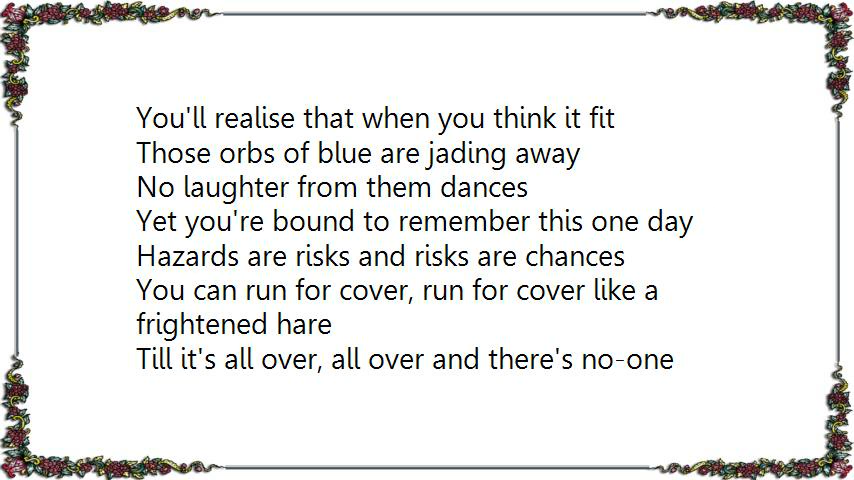 You'll realise that when you think it fit
Those orbs of blue are jading away
No laughter from them dances
Yet you're bound to remember this one day
Hazards are risks and risks are chances
You can run for cover, run for cover like a
frightened hare
Till it's all over, all over and there's no-one